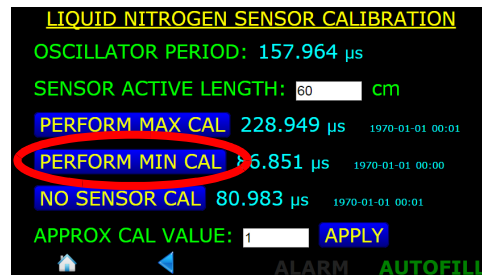 LIQUID NITROGEN SENSOR CALIBRATION
OSCILLATOR PERIOD: 157.964 µs
SENSOR ACTIVE LENGTH: 60 cm
PERFORM MAX CAL 228.949 µs 1970-01-01 00:01
PERFORM MIN CAL 86.851 µs 1970-01-01 00:00
NO SENSOR CAL 80.983 µs 1970-01-01 00:01
APPROX CAL VALUE: 1 APPLY
ALARM AUTOFILL